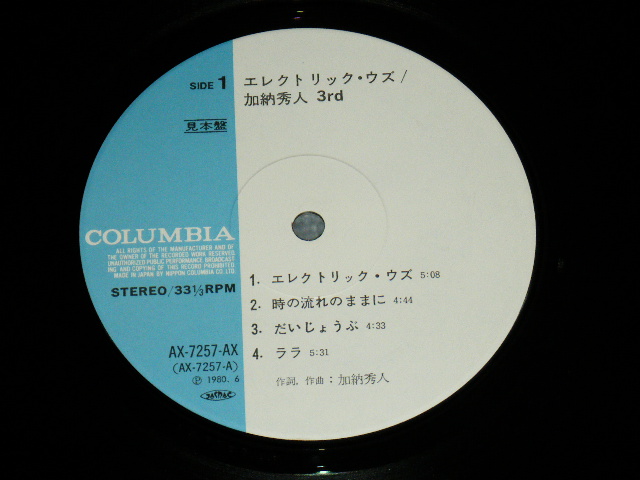 SIDE 1
エレクトリック・ウズ/
加納秀人 3rd
見本盤
COLUMBIA
ALL RIGHTS OF THE MANUFACTURER AND OF
THE OWNER OF THE RECORDED WORK RESERVED
UNAUTHORIZED PUBLIC PERFORMANCE BROADCAST
ING AND COPYING OF THIS RECORD PROHIBITED
MADE IN JAPAN BY NIPPON COLUMBIA CO LTD
STEREO/33⅓RPM
AX-7257-AX
(AX-7257-A)
Ⓟ 1980. 6
JASRAC
1. エレクトリック・ウズ 5:08
2. 時の流れのままに 4:44
3. だいじょうぶ 4:33
4. ララ 5:31
作詞、作曲:加納秀人